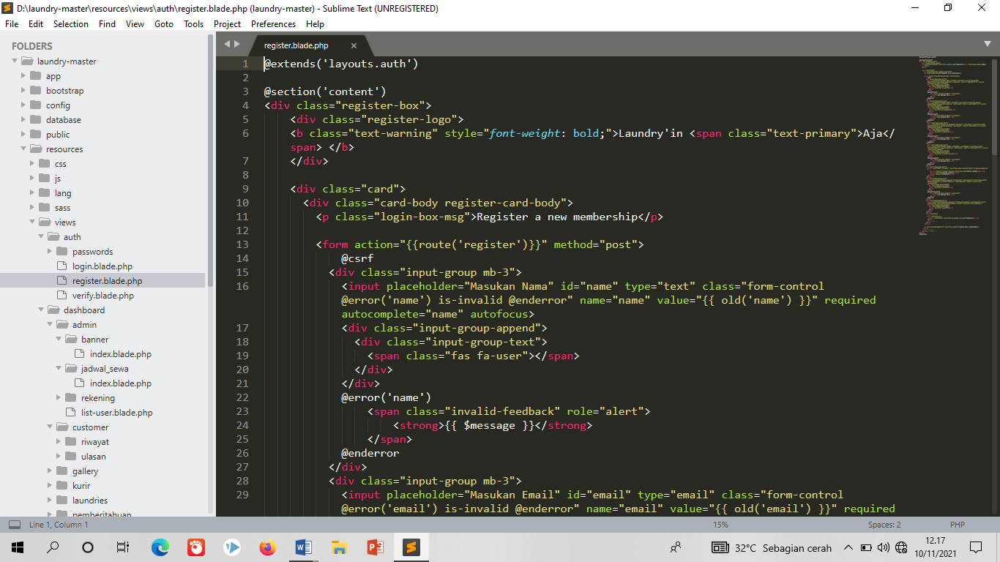 D:\laundry-master\resources\views\auth\register.blade.php (laundry-master) - Sublime Text (UNREGISTERED)
File Edit Selection Find View Goto Tools Project Preferences Help
FOLDERS
laundry-master
app
bootstrap
config
database
public
resources
css
js
lang
sass
views
auth
passwords
login.blade.php
register.blade.php
verify.blade.php
dashboard
admin
banner
index.blade.php
jadwal_sewa
index.blade.php
rekening
list-user.blade.php
customer
riwayat
ulasan
gallery
kurir
laundries
pemberitahuan
register.blade.php
1 @extends('layouts.auth')
2
3 @section('content')
4 <div class="register-box">
5 <div class="register-logo">
6 <b class="text-warning" style="font-weight: bold;">Laundry'in <span class="text-primary">Aja</
span> </b>
7 </div>
8
9 <div class="card">
10 <div class="card-body register-card-body">
11 <p class="login-box-msg">Register a new membership</p>
12
13 <form action="{{route('register')}}" method="post">
14 @csrf
15 <div class="input-group mb-3">
16 <input placeholder="Masukan Nama" id="name" type="text" class="form-control
@error('name') is-invalid @enderror" name="name" value="{{ old('name') }}" required
autocomplete="name" autofocus>
17 <div class="input-group-append">
18 <div class="input-group-text">
19 <span class="fas fa-user"></span>
20 </div>
21 </div>
22 @error('name')
23 <span class="invalid-feedback" role="alert">
24 <strong>{{ $message }}</strong>
25 </span>
26 @enderror
27 </div>
28 <div class="input-group mb-3">
29 <input placeholder="Masukan Email" id="email" type="email" class="form-control
@error('email') is-invalid @enderror" name="email" value="{{ old('email') }}" required
Line 1, Column 1
15%
Spaces: 2
PHP
32°C Sebagian cerah
12.17
10/11/2021